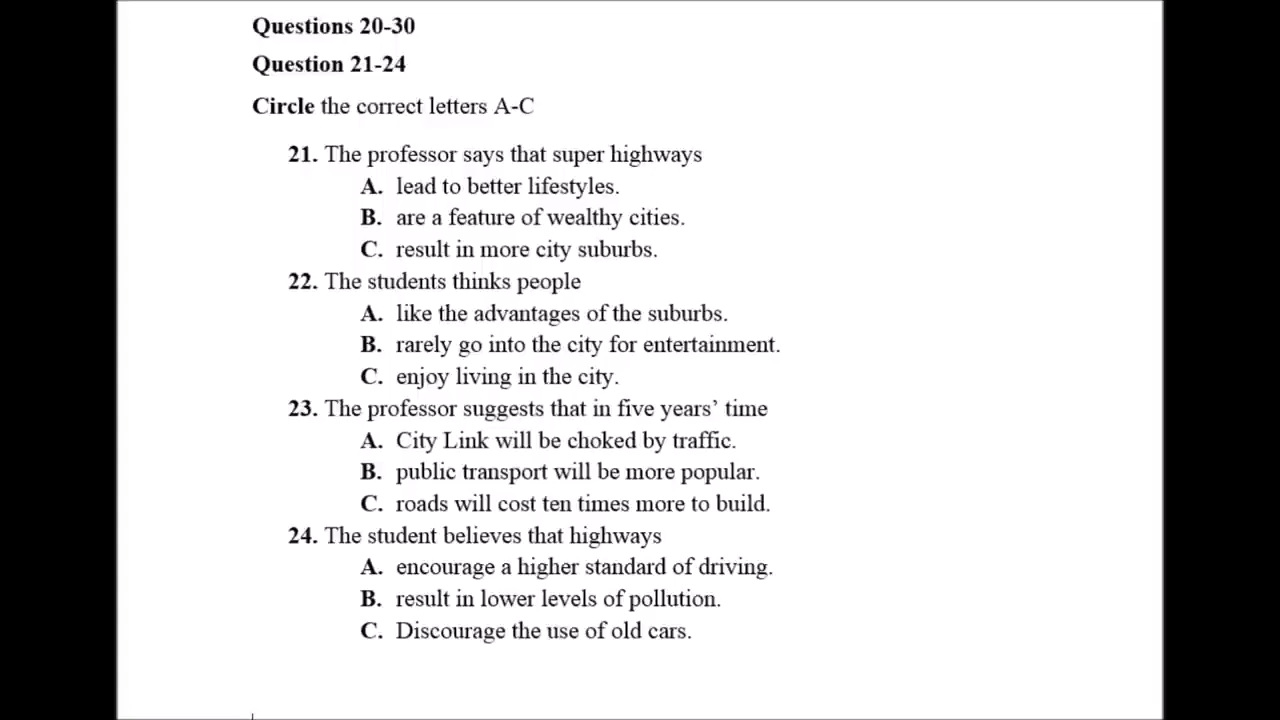 Questions 20-30
Question 21-24
Circle the correct letters A-C
21. The professor says that super highways
A. lead to better lifestyles.
B. are a feature of wealthy cities.
C. result in more city suburbs.
22. The students thinks people
A. like the advantages of the suburbs.
B. rarely go into the city for entertainment.
C. enjoy living in the city.
23. The professor suggests that in five years’ time
A. City Link will be choked by traffic.
B. public transport will be more popular.
C. roads will cost ten times more to build.
24. The student believes that highways
A. encourage a higher standard of driving.
B. result in lower levels of pollution.
C. Discourage the use of old cars.